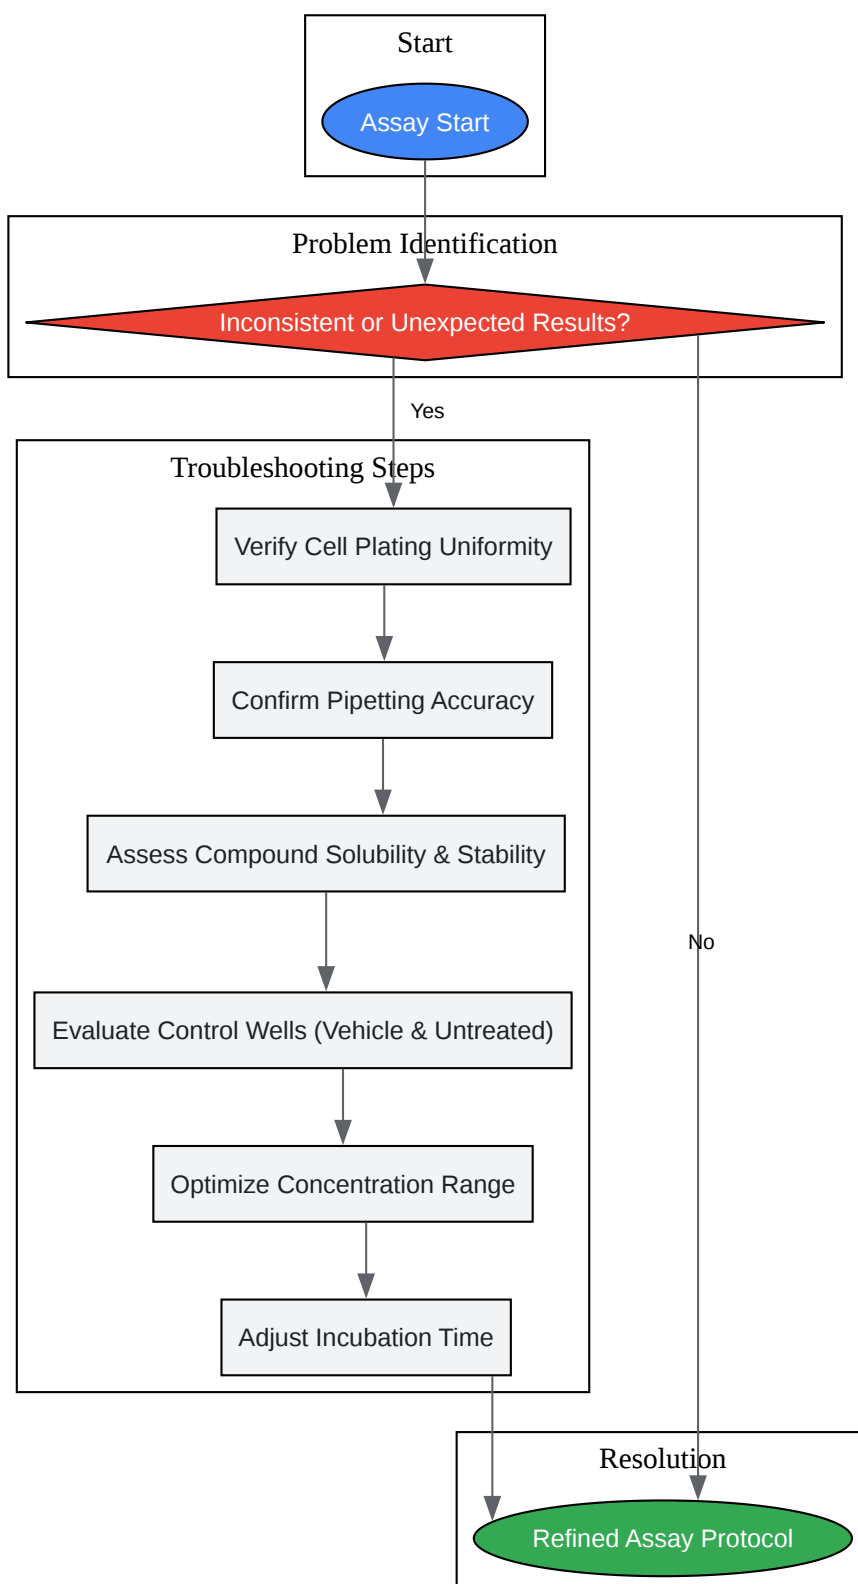 Start
Assay Start
Problem Identification
Inconsistent or Unexpected Results?
Yes
Troubleshooting Steps
Verify Cell Plating Uniformity
Confirm Pipetting Accuracy
Assess Compound Solubility & Stability
No
Evaluate Control Wells (Vehicle & Untreated)
Optimize Concentration Range
Adjust Incubation Time
Resolution
Refined Assay Protocol